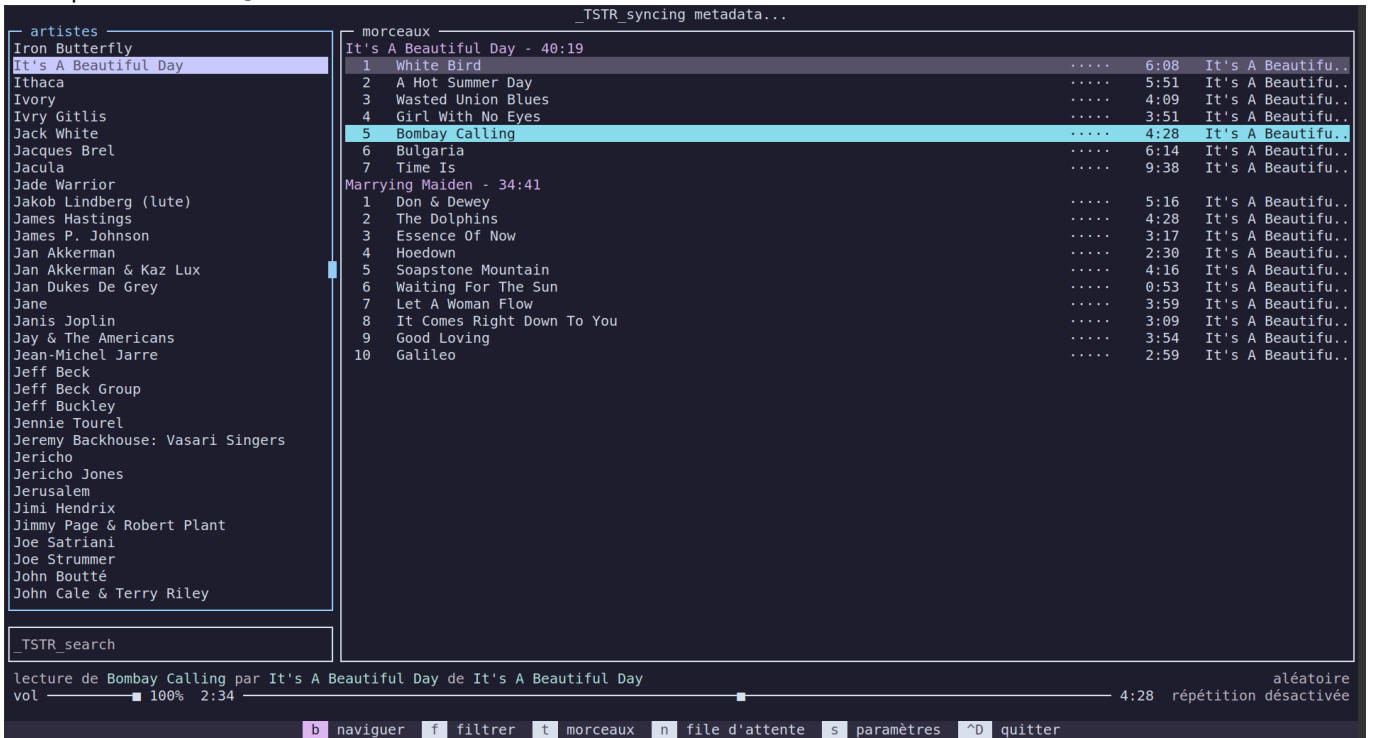 _TSTR_syncing metadata...
artistes
Iron Butterfly
It's A Beautiful Day
Ithaca
Ivory
Ivry Gitlis
Jack White
Jacques Brel
Jacula
Jade Warrior
Jakob Lindberg (lute)
James Hastings
James P. Johnson
Jan Akkerman
Jan Akkerman & Kaz Lux
Jan Dukes De Grey
Jane
Janis Joplin
Jay & The Americans
Jean-Michel Jarre
Jeff Beck
Jeff Beck Group
Jeff Buckley
Jennie Tourel
Jeremy Backhouse: Vasari Singers
Jericho
Jericho Jones
Jerusalem
Jimi Hendrix
Jimmy Page & Robert Plant
Joe Satriani
Joe Strummer
John Boutté
John Cale & Terry Riley
_TSTR_search
morceaux
It's A Beautiful Day - 40:19
1 White Bird ····· 6:08 It's A Beautifu..
2 A Hot Summer Day ····· 5:51 It's A Beautifu..
3 Wasted Union Blues ····· 4:09 It's A Beautifu..
4 Girl With No Eyes ····· 3:51 It's A Beautifu..
5 Bombay Calling ····· 4:28 It's A Beautifu..
6 Bulgaria ····· 6:14 It's A Beautifu..
7 Time Is ····· 9:38 It's A Beautifu..
Marrying Maiden - 34:41
1 Don & Dewey ····· 5:16 It's A Beautifu..
2 The Dolphins ····· 4:28 It's A Beautifu..
3 Essence Of Now ····· 3:17 It's A Beautifu..
4 Hoedown ····· 2:30 It's A Beautifu..
5 Soapstone Mountain ····· 4:16 It's A Beautifu..
6 Waiting For The Sun ····· 0:53 It's A Beautifu..
7 Let A Woman Flow ····· 3:59 It's A Beautifu..
8 It Comes Right Down To You ····· 3:09 It's A Beautifu..
9 Good Loving ····· 3:54 It's A Beautifu..
10 Galileo ····· 2:59 It's A Beautifu..
lecture de Bombay Calling par It's A Beautiful Day de It's A Beautiful Day aléatoire
vol 100% 2:34 4:28 répétition désactivée
b naviguer f filtrer t morceaux n file d'attente s paramètres ^D quitter